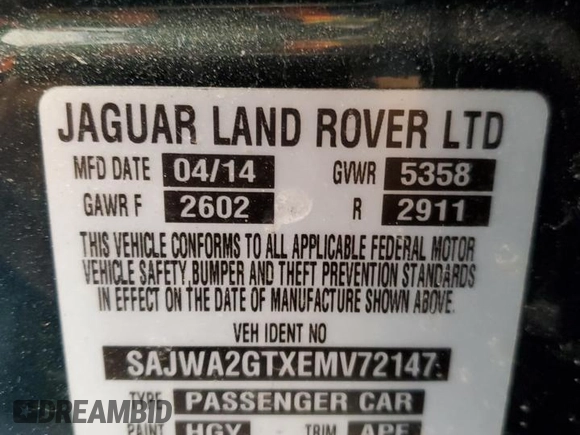 JAGUAR LAND ROVER LTD
MFD DATE 04/14 GVWR 5358
GAWR F 2602 R 2911
THIS VEHICLE CONFORMS TO ALL APPLICABLE FEDERAL MOTOR
VEHICLE SAFETY, BUMPER AND THEFT PREVENTION STANDARDS
IN EFFECT ON THE DATE OF MANUFACTURE SHOWN ABOVE.
VEH IDENT NO
SAJWA2GTXEMV72147
TYPE PASSENGER CAR
PAINT HGY TRIM APE
DREAMBID